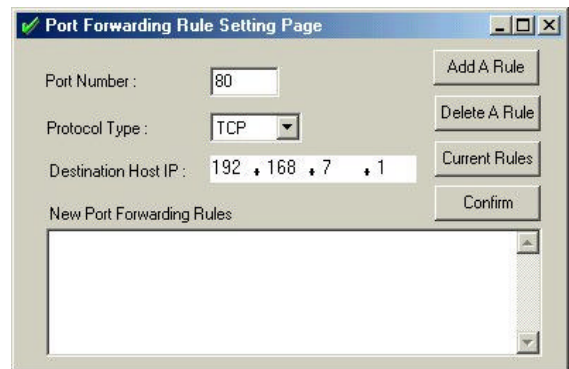 Port Forwarding Rule Setting Page
Port Number :
80
Add A Rule
Protocol Type :
TCP
Delete A Rule
Destination Host IP :
192 . 168 . 7 . 1
Current Rules
New Port Forwarding Rules
Confirm